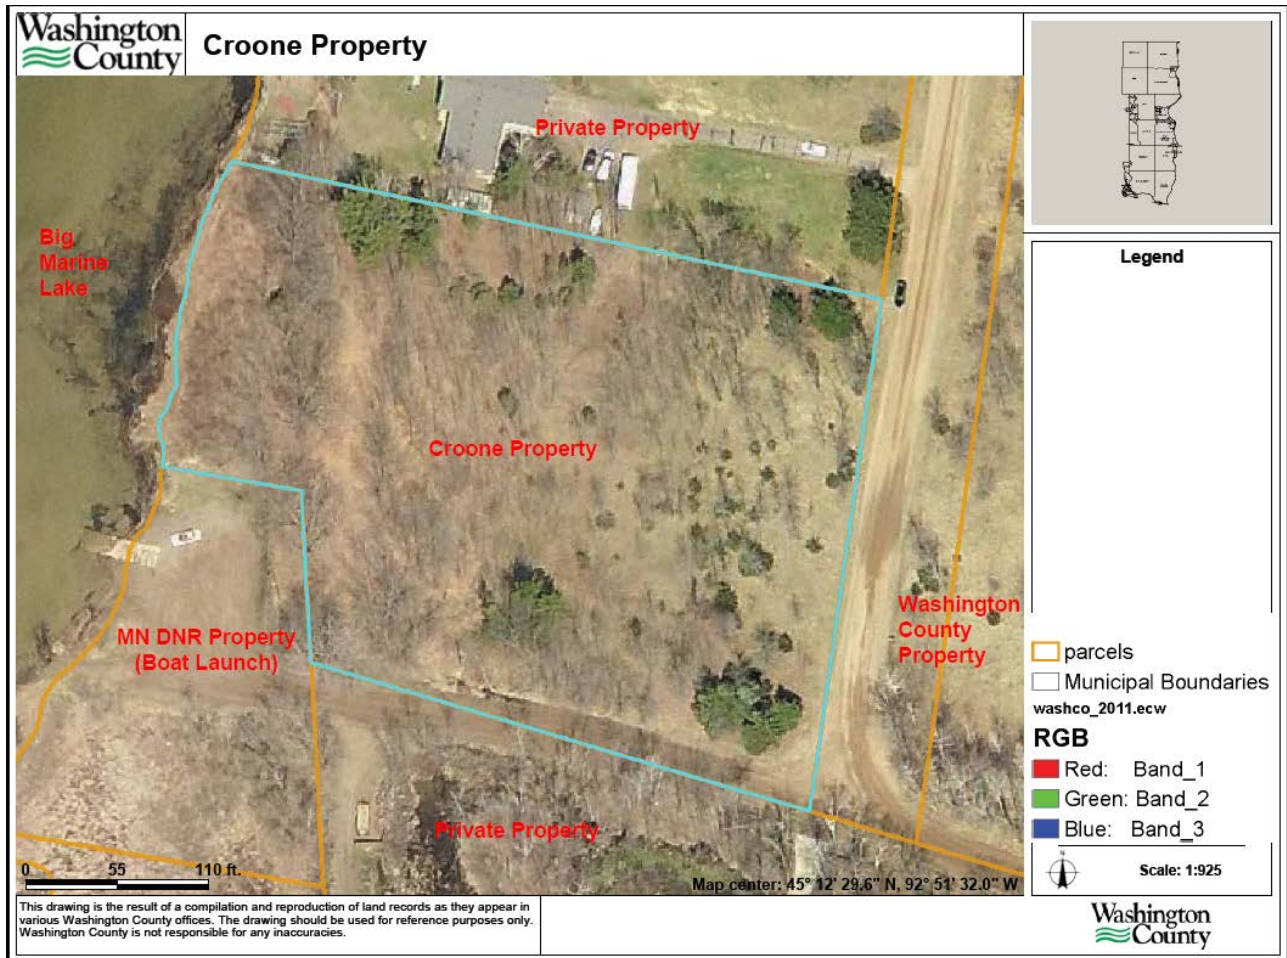 Washington
County
Croone Property
Private Property
Big
Marine
Lake
Croone Property
Washington
County
Property
MN DNR Property
(Boat Launch)
Private Property
0 55 110 ft.
Map center: 45° 12' 29.6" N, 92° 51' 32.0" W
Legend
parcels
Municipal Boundaries
washco_2011.ecw
RGB
Red: Band_1
Green: Band_2
Blue: Band_3
N
Scale: 1:925
This drawing is the result of a compilation and reproduction of land records as they appear in
various Washington County offices. The drawing should be used for reference purposes only.
Washington County is not responsible for any inaccuracies.
Washington
County